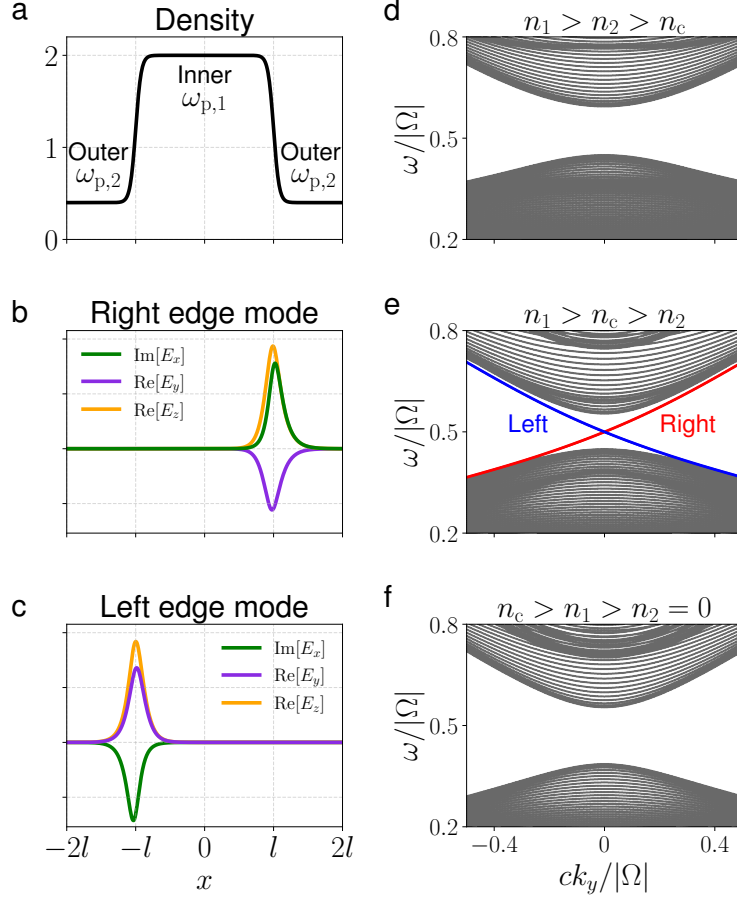 a
Density
2
1
0
Inner
ω_{p,1}
Outer
ω_{p,2}
Outer
ω_{p,2}
b
Right edge mode
Im[E_x]
Re[E_y]
Re[E_z]
c
Left edge mode
Im[E_x]
Re[E_y]
Re[E_z]
−2l −l 0 l 2l
x
d
n_1 > n_2 > n_c
0.8
0.5
0.2
ω/|Ω|
e
n_1 > n_c > n_2
0.8
0.5
0.2
ω/|Ω|
Left
Right
f
n_c > n_1 > n_2 = 0
0.8
0.5
0.2
ω/|Ω|
−0.4 0 0.4
ck_y/|Ω|